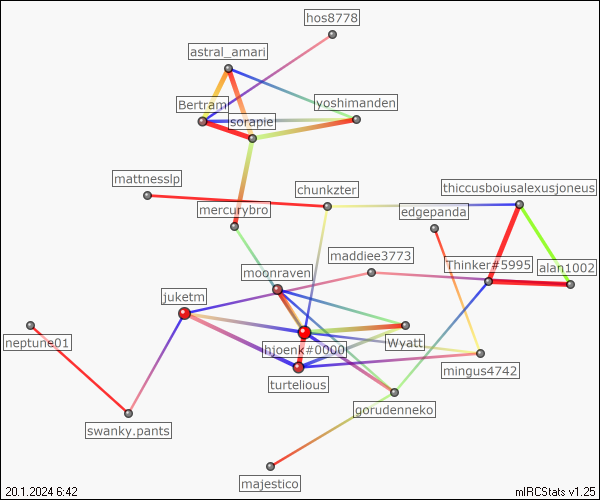 hos8778
astral_amari
Bertram
yoshimanden
sorapie
mattnesslp
chunkzter
thiccusboiusalexusjoneus
mercurybro
edgepanda
maddiee3773
Thinker#5995
alan1002
moonraven
juketm
neptune01
hjoenk#0000
Wyatt.
turtelious
mingus4742
gorudenneko
swanky.pants
majestico
20.1.2024 6:42
mIRCStats v1.25